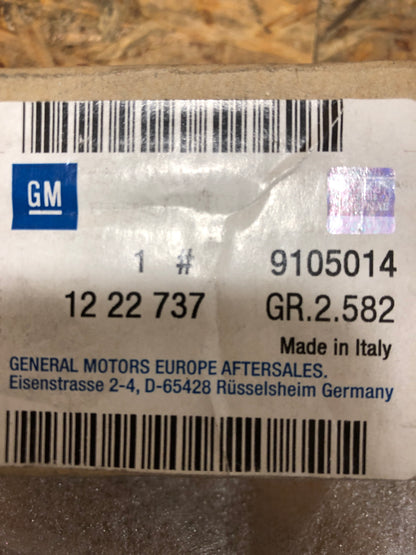 GM
1 # 9105014
12 22 737 GR.2.582
Made in Italy
GENERAL MOTORS EUROPE AFTERSALES.
Eisenstrasse 2-4, D-65428 Rüsselsheim Germany